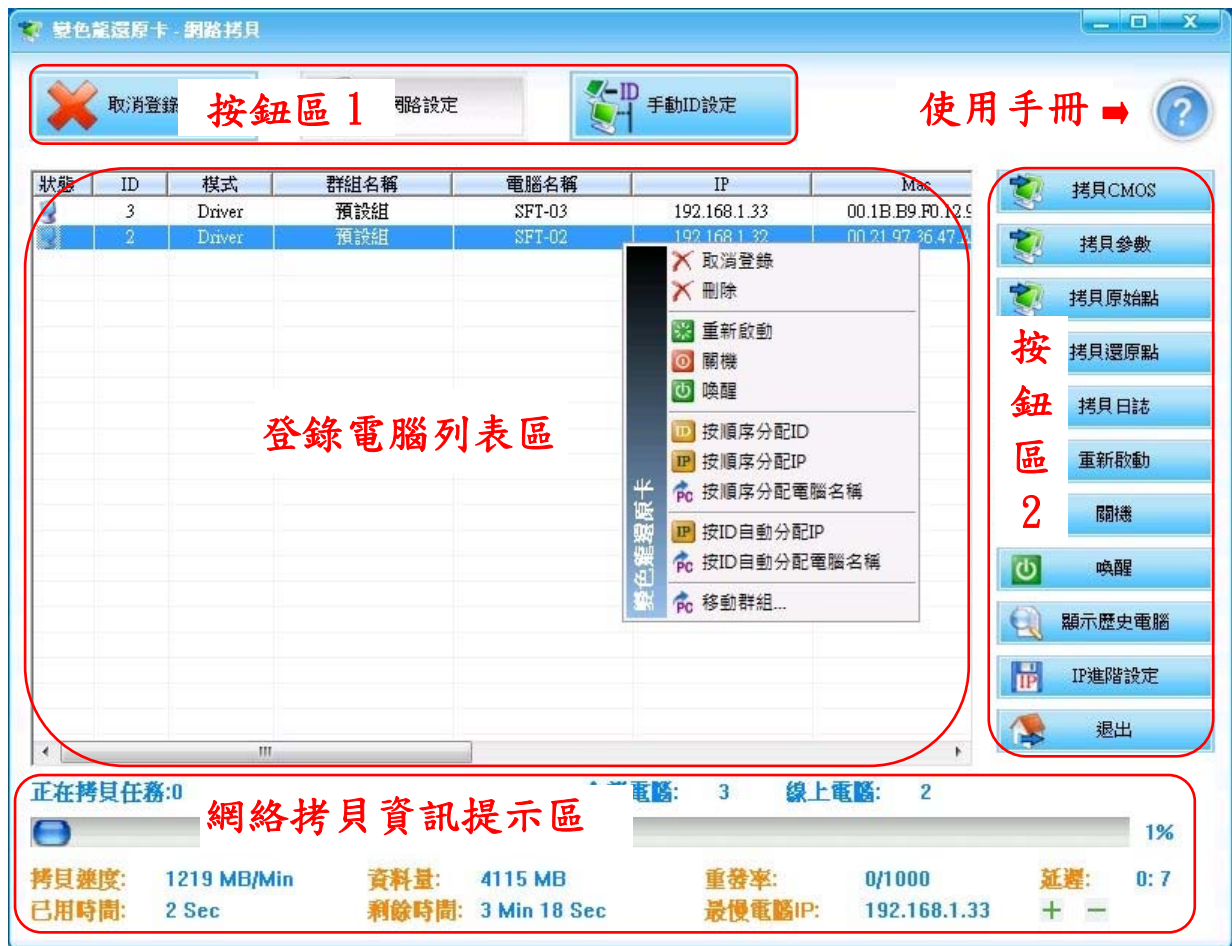 變色龍還原卡 - 網路拷貝
取消登錄
網路設定
手動ID設定
按鈕區 1
使用手冊
狀態 ID 模式 群組名稱 電腦名稱 IP Mac
3 Driver 預設組 SFT-03 192.168.1.33 00.1B.B9.F0.12.9
2 Driver 預設組 SFT-02 192.168.1.32 00.21.97.36.47.
取消登錄
刪除
重新啟動
關機
喚醒
按順序分配ID
按順序分配IP
按順序分配電腦名稱
按ID自動分配IP
按ID自動分配電腦名稱
移動群組...
變色龍還原卡
登錄電腦列表區
拷貝CMOS
拷貝參數
拷貝原始點
拷貝還原點
拷貝日誌
重新啟動
關機
喚醒
顯示歷史電腦
IP進階設定
退出
按鈕區2
正在拷貝任務:0 電腦: 3 線上電腦: 2
網絡拷貝資訊提示區
1%
拷貝速度: 1219 MB/Min 資料量: 4115 MB 重發率: 0/1000 延遲: 0: 7
已用時間: 2 Sec 剩餘時間: 3 Min 18 Sec 最慢電腦IP: 192.168.1.33 + -